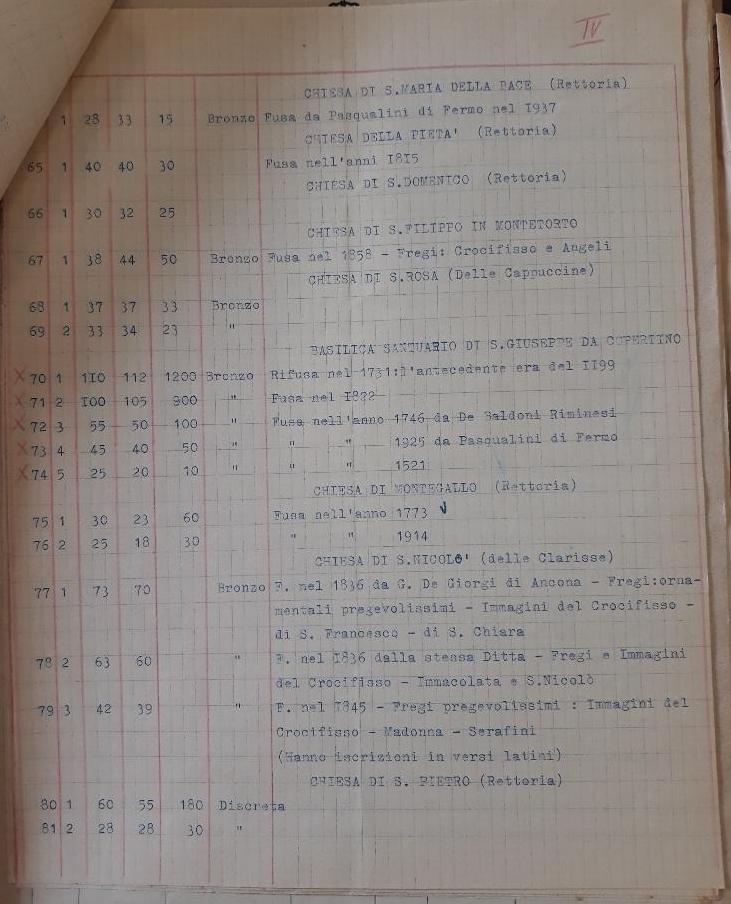 IV
CHIESA DI S.MARIA DELLA PACE (Rettoria)
1 28 33 15 Bronzo Fusa da Pasqualini di Fermo nel I937
CHIESA DELLA PIETA' (Rettoria)
65 1 40 40 30 Fusa nell'anni I8I5
CHIESA DI S.DOMENICO (Rettoria)
66 1 30 32 25
CHIESA DI S.FILIPPO IN MONTETORTO
67 1 38 44 50 Bronzo Fusa nel 1858 - Fregi: Crocifisso e Angeli
CHIESA DI S.ROSA (Delle Cappuccine)
68 1 37 37 33 Bronzo
69 2 33 34 23 "
BASILICA SANTUARIO DI S.GIUSEPPE DA COPERTINO
X 70 1 1I0 112 1200 Bronzo Rifusa nel 1731:l'antecedente era del II99
X 71 2 I00 105 900 " Fusa nel
X 72 3 55 50 100 " Fusa nell'anno 1746 da De Baldoni Riminesi
X 73 4 45 40 50 " " " 1925 da Pasqualini di Fermo
X 74 5 25 20 10 " " " 1521
CHIESA DI MONTEGALLO (Rettoria)
75 1 30 23 60 Fusa nell'anno 1773
76 2 25 18 30 " " 1914
CHIESA DI S.NICOLO' (delle Clarisse)
77 1 73 70 Bronzo F. nel 1836 da G. De Giorgi di Ancona - Fregi:orna-
mentali pregevolissimi - Immagini del Crocifisso -
di S. Francesco - di S. Chiara
78 2 63 60 " F. nel I836 dalla stessa Ditta - Fregi e Immagini
del Crocifisso - Immacolata e S.Nicolò
79 3 42 39 " F. nel I845 - Fregi pregevolissimi : Immagini del
Crocifisso - Madonna - Serafini
(Hanno iscrizioni in versi latini)
CHIESA DI S. PIETRO (Rettoria)
80 1 60 55 180 Discreta
81 2 28 28 30 "